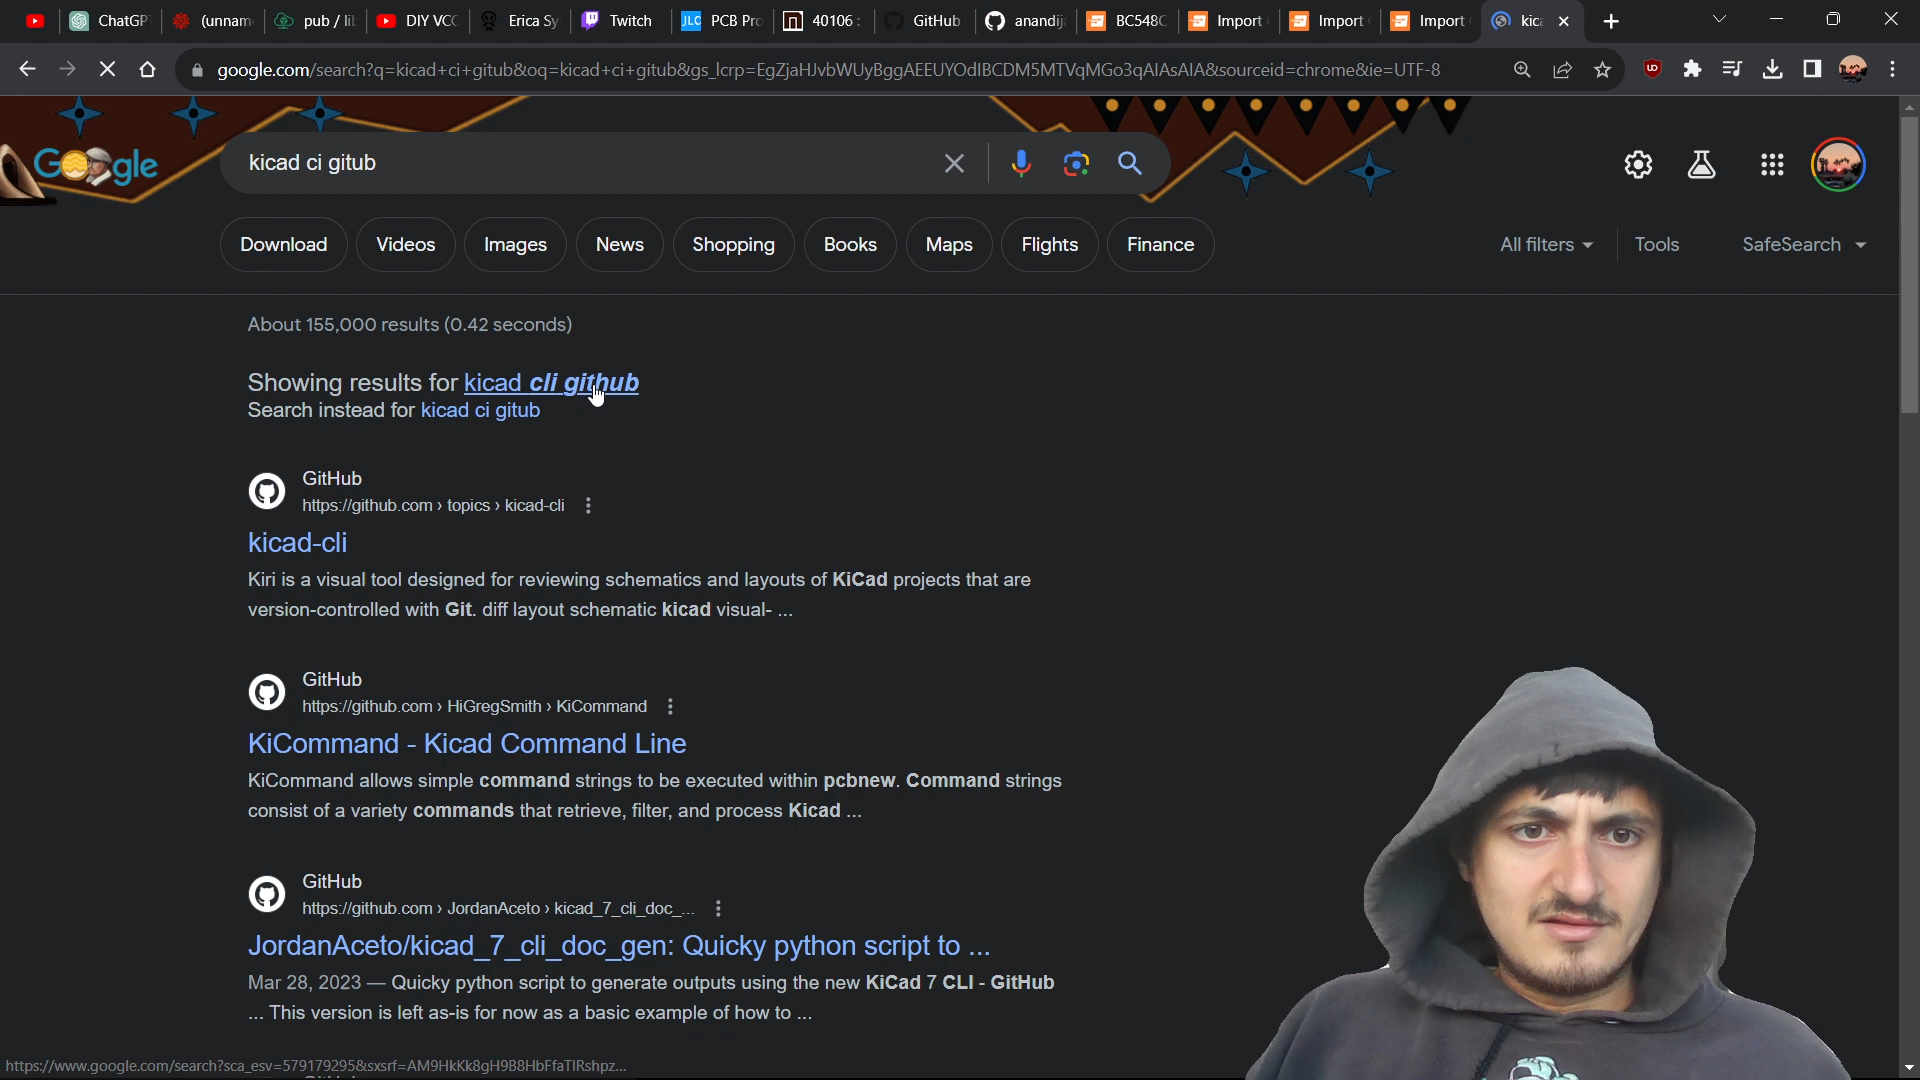 ChatGP
(unnam
pub / lib
DIY VCO
Erica Sy
Twitch
JLC
PCB Pro
40106 :
GitHub
anandij
BC548C
Import
Import
Import
kic
google.com/search?q=kicad+ci+gitub&oq=kicad+ci+gitub&gs_lcrp=EgZjaHJvbWUyBggAEEUYOdIBCDM5MTVqMGo3qAIAsAIA&sourceid=chrome&ie=UTF-8
Google
kicad ci gitub
Download
Videos
Images
News
Shopping
Books
Maps
Flights
Finance
All filters
Tools
SafeSearch
About 155,000 results (0.42 seconds)
Showing results for kicad cli github
Search instead for kicad ci gitub
GitHub
https://github.com › topics › kicad-cli
kicad-cli
Kiri is a visual tool designed for reviewing schematics and layouts of KiCad projects that are
version-controlled with Git. diff layout schematic kicad visual- ...
GitHub
https://github.com › HiGregSmith › KiCommand
KiCommand - Kicad Command Line
KiCommand allows simple command strings to be executed within pcbnew. Command strings
consist of a variety commands that retrieve, filter, and process Kicad ...
GitHub
https://github.com › JordanAceto › kicad_7_cli_doc_...
JordanAceto/kicad_7_cli_doc_gen: Quicky python script to ...
Mar 28, 2023 — Quicky python script to generate outputs using the new KiCad 7 CLI - GitHub
... This version is left as-is for now as a basic example of how to ...
https://www.google.com/search?sca_esv=579179295&sxsrf=AM9HkKk8gH9B8HbFfaTlRshpz...